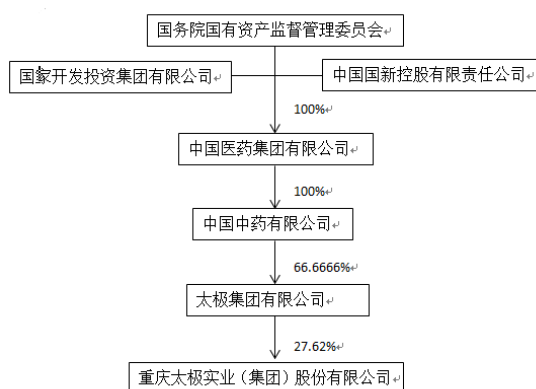 国务院国有资产监督管理委员会
国家开发投资集团有限公司
中国国新控股有限责任公司
100%
中国医药集团有限公司
100%
中国中药有限公司
66.6666%
太极集团有限公司
27.62%
重庆太极实业（集团）股份有限公司